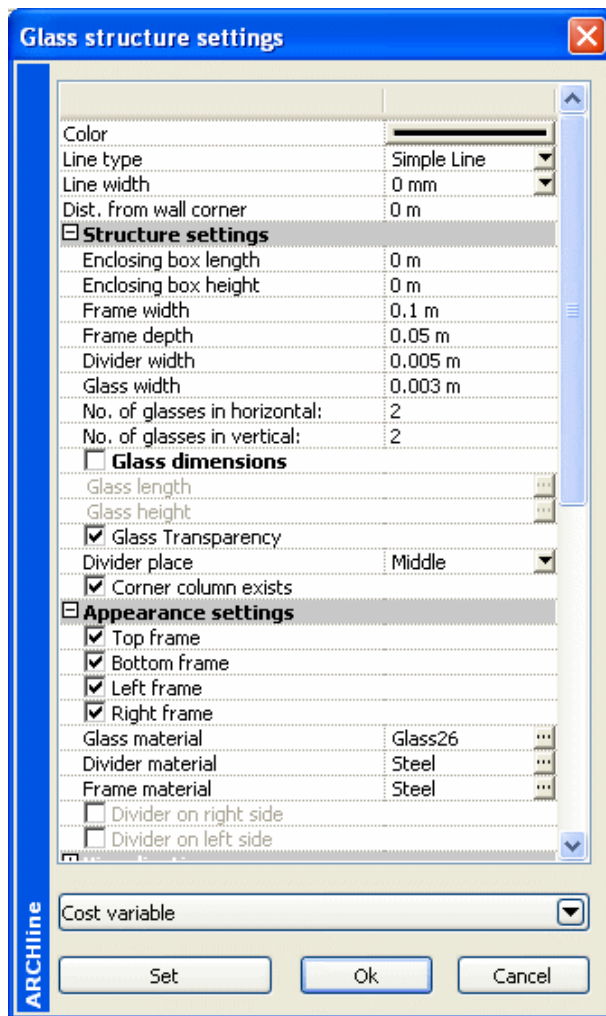 Glass structure settings
Color
Line type Simple Line
Line width 0 mm
Dist. from wall corner 0 m
Structure settings
Enclosing box length 0 m
Enclosing box height 0 m
Frame width 0.1 m
Frame depth 0.05 m
Divider width 0.005 m
Glass width 0.003 m
No. of glasses in horizontal: 2
No. of glasses in vertical: 2
Glass dimensions
Glass length
Glass height
Glass Transparency
Divider place Middle
Corner column exists
Appearance settings
Top frame
Bottom frame
Left frame
Right frame
Glass material Glass26
Divider material Steel
Frame material Steel
Divider on right side
Divider on left side
Cost variable
Set Ok Cancel
ARCHline